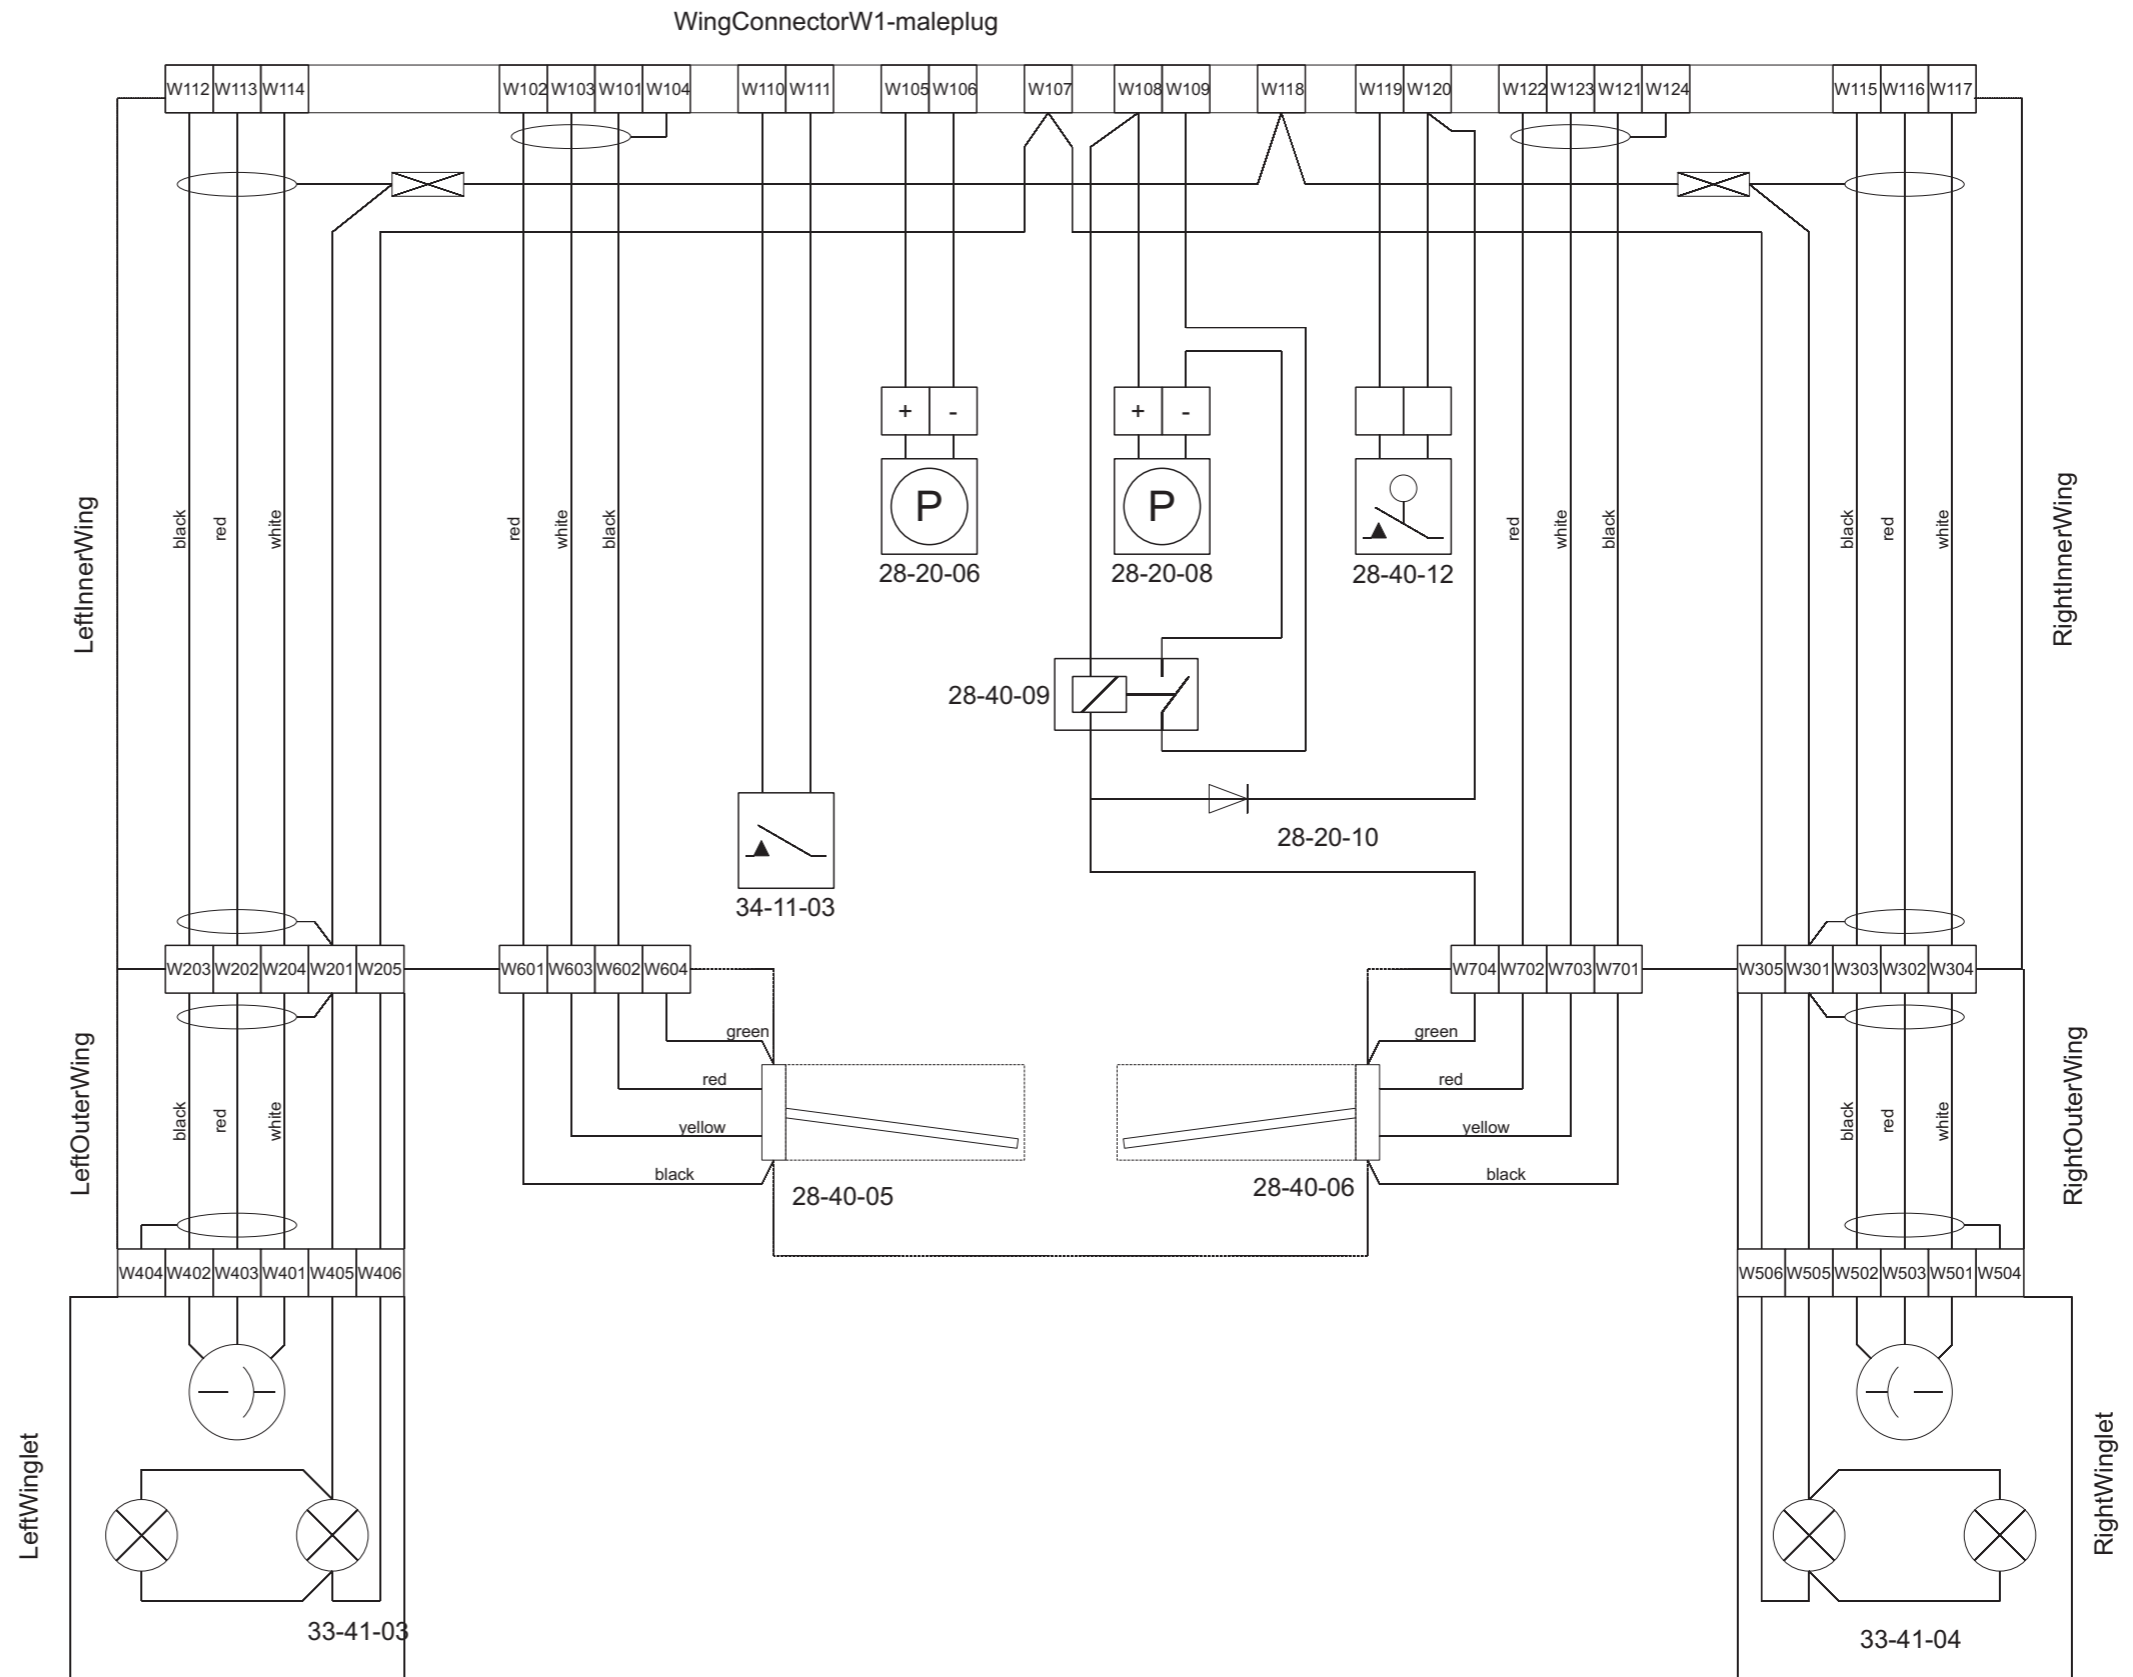 WingConnectorW1-maleplug
W112 W113 W114 W102 W103 W101 W104 W110 W111 W105 W106 W107 W108 W109 W118 W119 W120 W122 W123 W121 W124 W115 W116 W117
+ - + -
P P
LeftInnerWing
black red white red white black red white black black red white
RightInnerWing
28-20-06 28-20-08 28-40-12
28-40-09
28-20-10
34-11-03
W203 W202 W204 W201 W205 W601 W603 W602 W604 W704 W702 W703 W701 W305 W301 W303 W302 W304
green green
red red
yellow yellow
black black
LeftOuterWing
black red white black red white
RightOuterWing
28-40-05 28-40-06
W404 W402 W403 W401 W405 W406 W506 W505 W502 W503 W501 W504
LeftWinglet
RightWinglet
33-41-03 33-41-04